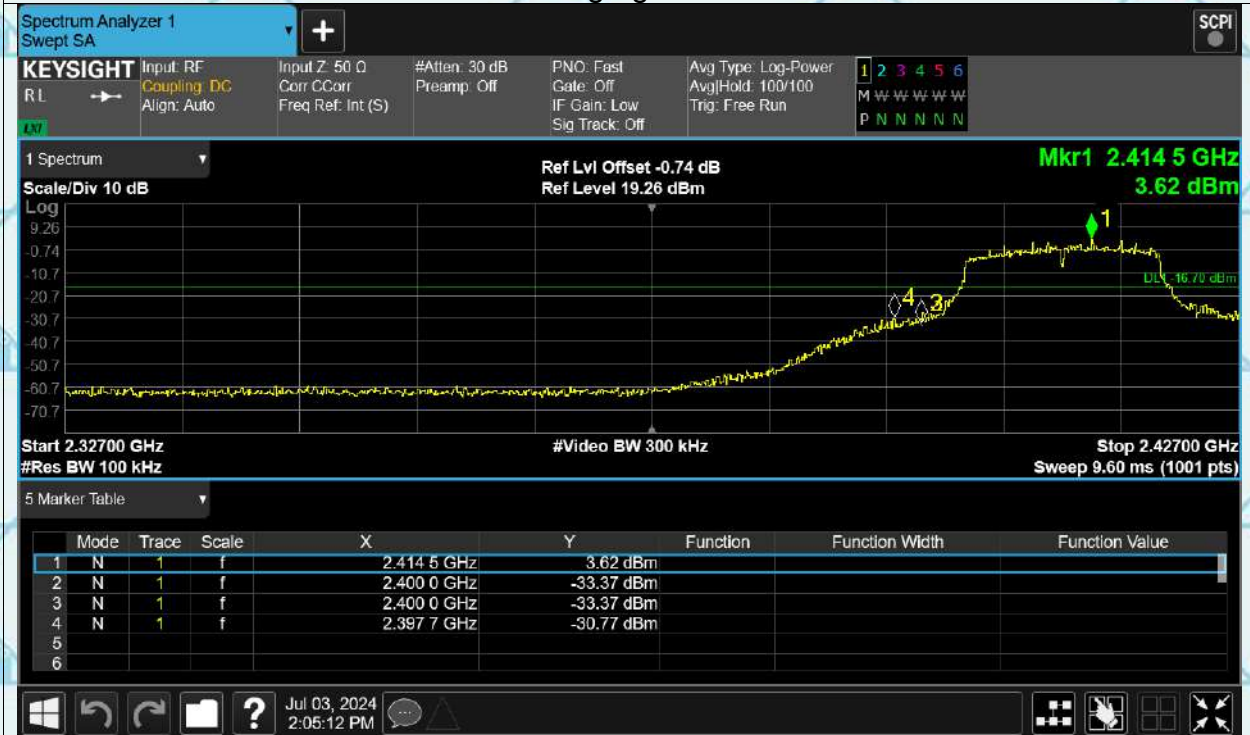 Spectrum Analyzer 1
Swept SA
+
SCPI
KEYSIGHT Input: RF Input Z: 50 Ω #Atten: 30 dB PNO: Fast Avg Type: Log-Power 1 2 3 4 5 6
RL Coupling: DC Corr CCorr Preamp: Off Gate: Off Avg|Hold: 100/100 M W W W W W W
Align: Auto Freq Ref: Int (S) IF Gain: Low Trig: Free Run
LXI Sig Track: Off P N N N N N N
1 Spectrum Ref Lvl Offset -0.74 dB Mkr1 2.414 5 GHz
Scale/Div 10 dB Ref Level 19.26 dBm 3.62 dBm
Log
1
9.26
-0.74
-10.7
DL1 -16.70 dBm
-20.7
4 3
-30.7
-40.7
-50.7
-60.7
-70.7
Start 2.32700 GHz #Video BW 300 kHz Stop 2.42700 GHz
#Res BW 100 kHz Sweep 9.60 ms (1001 pts)
5 Marker Table
Mode Trace Scale X Y Function Function Width Function Value
1 N 1 f 2.414 5 GHz 3.62 dBm
2 N 1 f 2.400 0 GHz -33.37 dBm
3 N 1 f 2.400 0 GHz -33.37 dBm
4 N 1 f 2.397 7 GHz -30.77 dBm
5
6
? Jul 03, 2024
2:05:12 PM